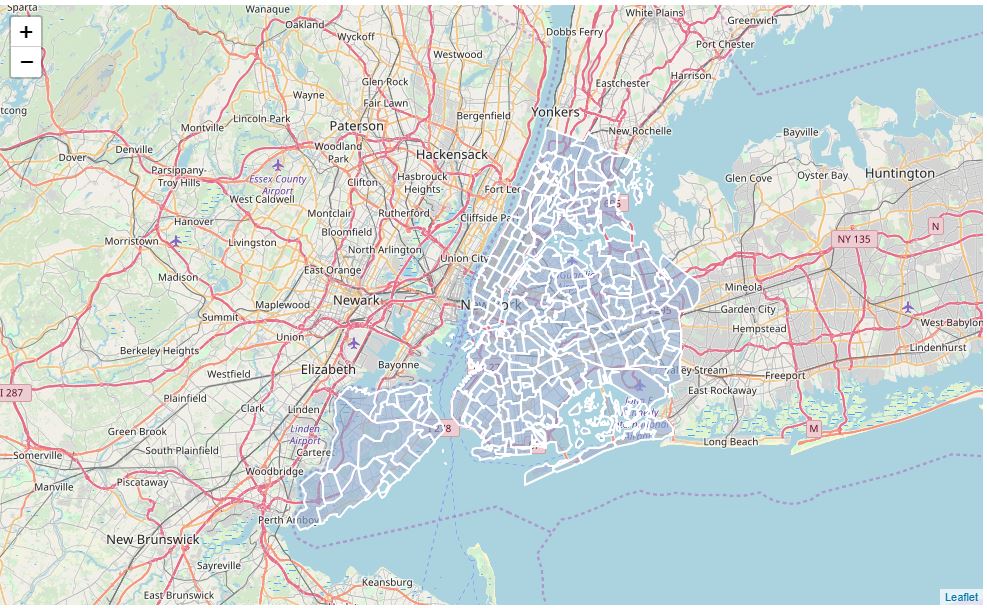 Sparta
Wanaque
Oakland
Wyckoff
Westwood
Dobbs Ferry
White Plains
Greenwich
Port Chester
Harrison
Eastchester
+
−
Glen Rock
Fair Lawn
Wayne
Lincoln Park
Bergenfield
Yonkers
New Rochelle
Bayville
tcong
Montville
Paterson
Denville
Dover
Parsippany-
Troy Hills
Woodland
Park
Hackensack
Essex County
Airport
Clifton
Hasbrouck
Heights
Fort Lee
Glen Cove
Oyster Bay
Huntington
West Caldwell
Hanover
Montclair
Rutherford
Cliffside Pa
Bloomfield
Morristown
Livingston
North Arlington
Union City
NY 135
N
East Orange
Madison
Maplewood
Newark
New York
Mineola
Garden City
Summit
Union
Hempstead
West Babylon
Lindenhurst
Berkeley Heights
Elizabeth
Bayonne
Valley Stream
Freeport
East Rockaway
Westfield
I 287
Plainfield
Clark
Linden
Linden
Airport
Carteret
Green Brook
South Plainfield
Somerville
M
Long Beach
Woodbridge
Manville
Piscataway
Perth Amboy
New Brunswick
Sayreville
Keansburg
East Brunswick
Leaflet